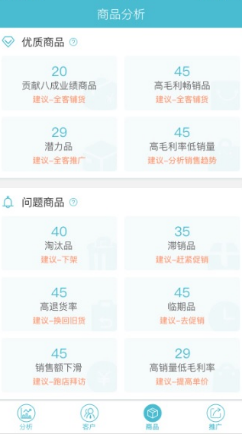 商品分析
优质商品
20
贡献八成业绩商品
建议-全客铺货
45
高毛利畅销品
建议-全客铺货
29
潜力品
建议-全客推广
45
高毛利率低销量
建议-分析销售趋势
问题商品
40
淘汰品
建议-下架
35
滞销品
建议-赶紧促销
45
高退货率
建议-换回旧货
45
临期品
建议-去促销
45
销售额下滑
建议-跑店拜访
29
高销量低毛率
建议-提高单价
分析
客户
商品
推广